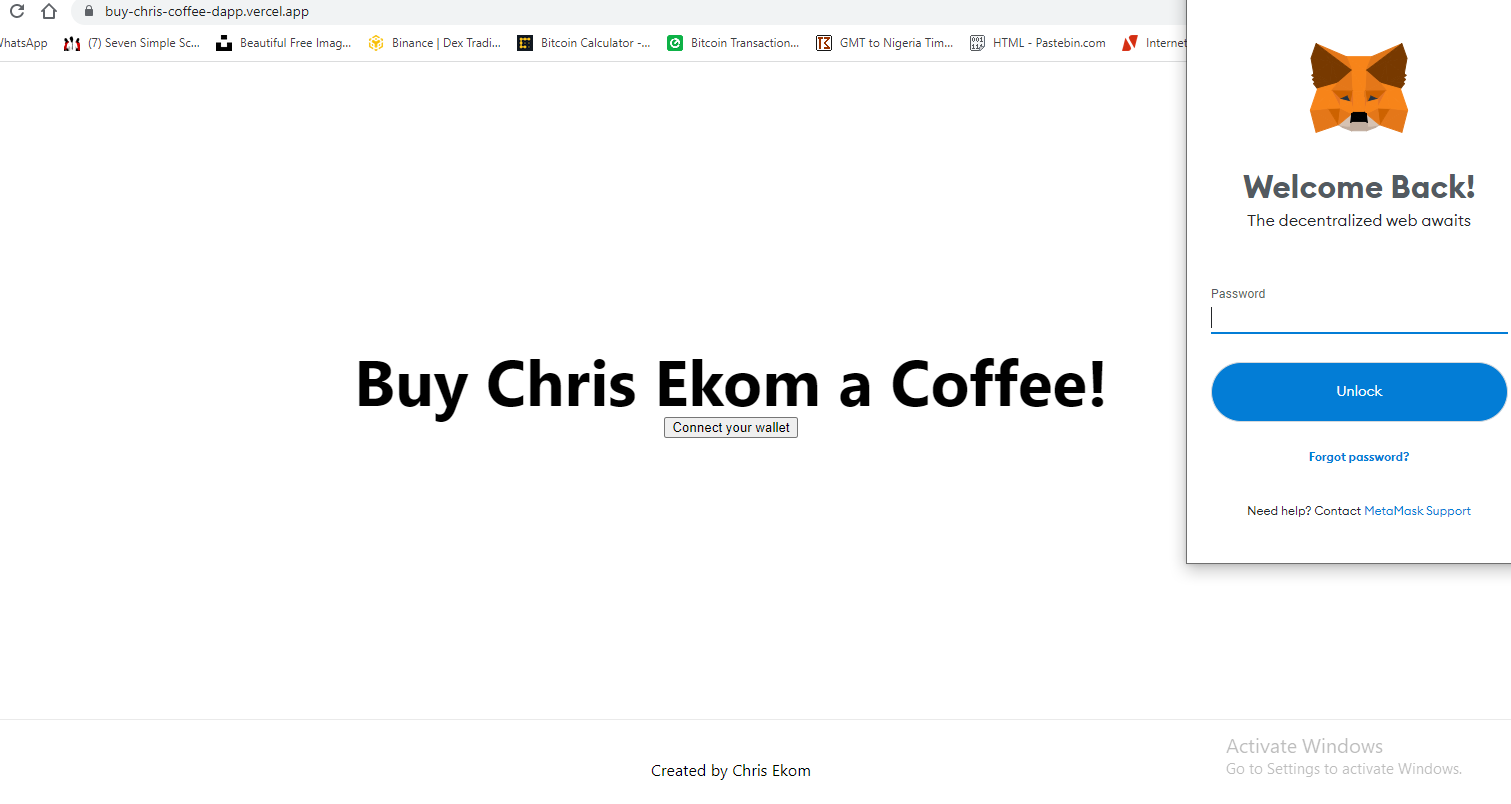 buy-chris-coffee-dapp.vercel.app
WhatsApp (7) Seven Simple Sc... Beautiful Free Imag... Binance | Dex Tradi... Bitcoin Calculator -... Bitcoin Transaction... GMT to Nigeria Tim... HTML - Pastebin.com Internet
Welcome Back!
The decentralized web awaits
Password
Unlock
Forgot password?
Need help? Contact MetaMask Support
Buy Chris Ekom a Coffee!
Connect your wallet
Created by Chris Ekom
Activate Windows
Go to Settings to activate Windows.